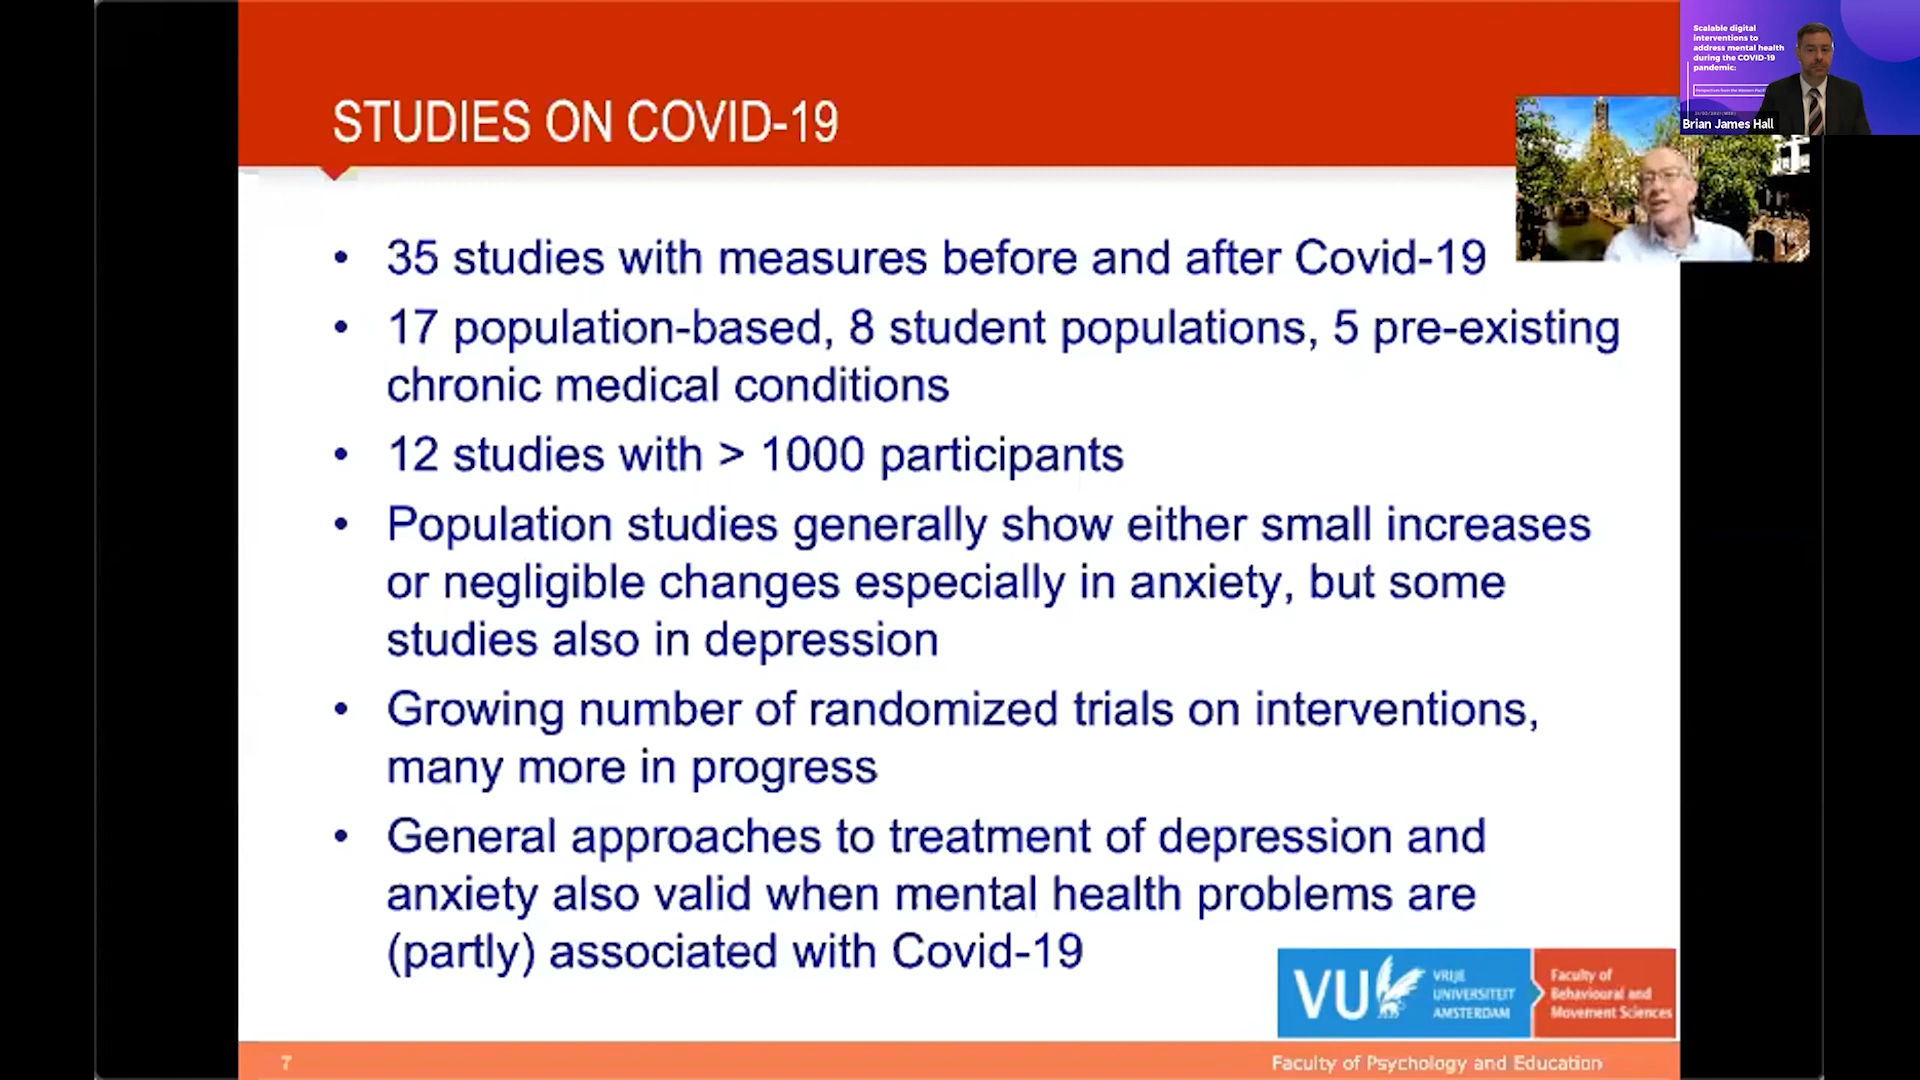 Scalable digital
interventions to
address mental health
during the COVID-19
pandemic:
Brian James Hall
STUDIES ON COVID-19
• 35 studies with measures before and after Covid-19
• 17 population-based, 8 student populations, 5 pre-existing
chronic medical conditions
• 12 studies with > 1000 participants
• Population studies generally show either small increases
or negligible changes especially in anxiety, but some
studies also in depression
• Growing number of randomized trials on interventions,
many more in progress
• General approaches to treatment of depression and
anxiety also valid when mental health problems are
(partly) associated with Covid-19
VU
VRIJE
UNIVERSITEIT
AMSTERDAM
Faculty of
Behavioural and
Movement Sciences
7
Faculty of Psychology and Education